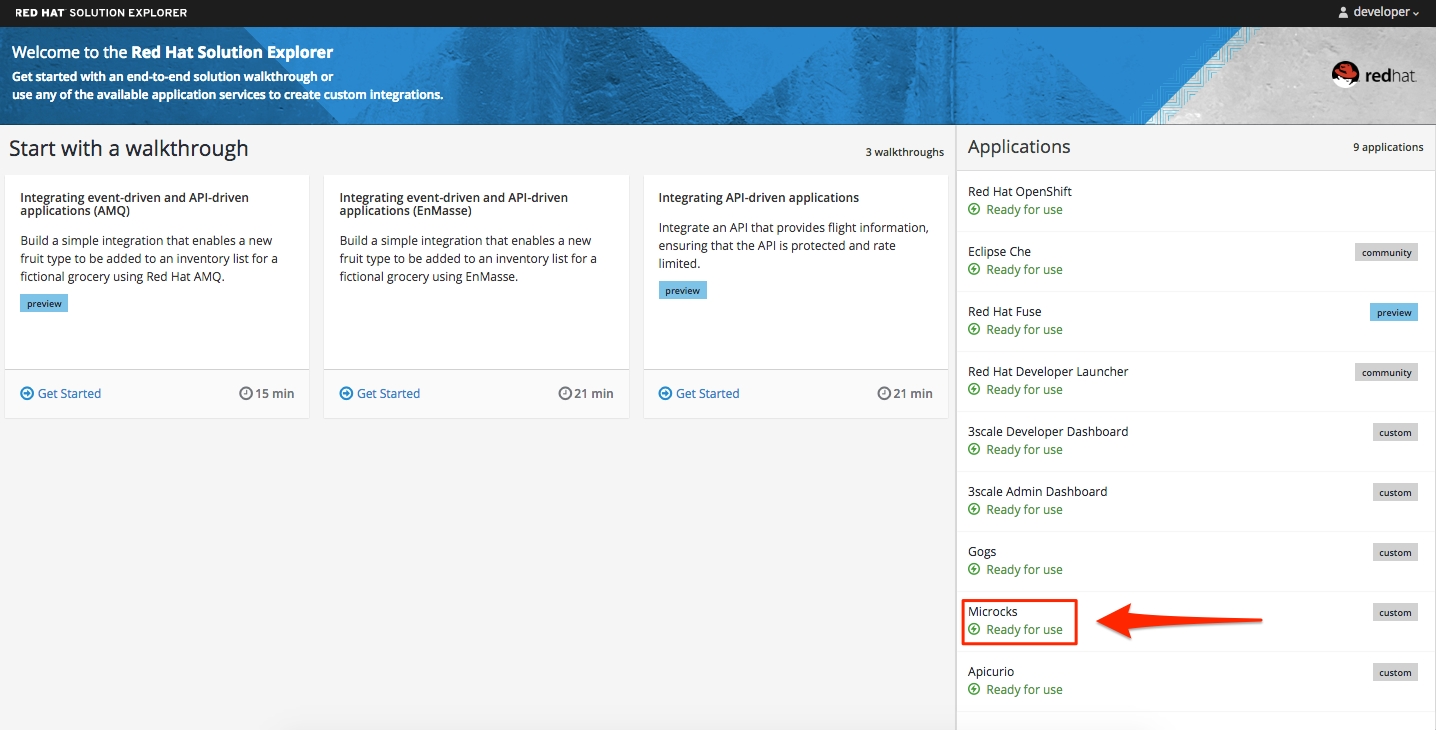 RED HAT SOLUTION EXPLORER
developer
Welcome to the Red Hat Solution Explorer
Get started with an end-to-end solution walkthrough or
use any of the available application services to create custom integrations.
redhat.
Start with a walkthrough
3 walkthroughs
Integrating event-driven and API-driven
applications (AMQ)
Build a simple integration that enables a new
fruit type to be added to an inventory list for a
fictional grocery using Red Hat AMQ.
preview
Get Started
15 min
Integrating event-driven and API-driven
applications (EnMasse)
Build a simple integration that enables a new
fruit type to be added to an inventory list for a
fictional grocery using EnMasse.
Get Started
21 min
Integrating API-driven applications
Integrate an API that provides flight information,
ensuring that the API is protected and rate
limited.
preview
Get Started
21 min
Applications
9 applications
Red Hat OpenShift
Ready for use
Eclipse Che
community
Ready for use
Red Hat Fuse
preview
Ready for use
Red Hat Developer Launcher
community
Ready for use
3scale Developer Dashboard
custom
Ready for use
3scale Admin Dashboard
custom
Ready for use
Gogs
custom
Ready for use
Microcks
custom
Ready for use
Apicurio
custom
Ready for use